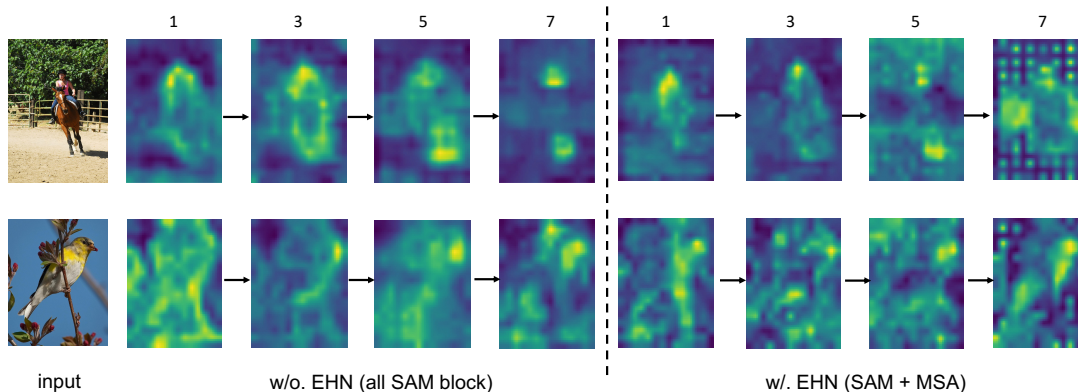 1 3 5 7 1 3 5 7
input w/o. EHN (all SAM block) w/. EHN (SAM + MSA)